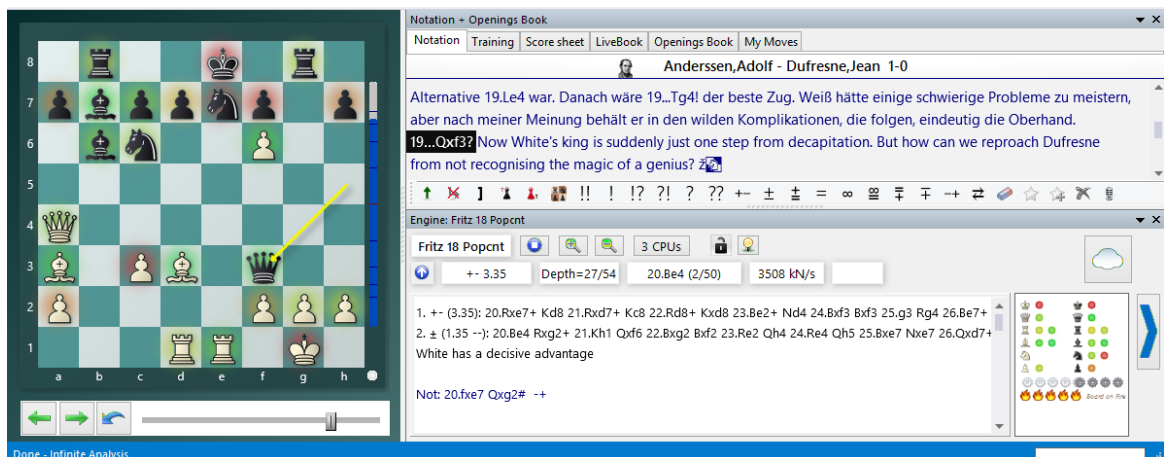 Notation + Openings Book
Notation Training Score sheet LiveBook Openings Book My Moves
Anderssen,Adolf - Dufresne,Jean 1-0
Alternative 19.Le4 war. Danach wäre 19...Tg4! der beste Zug. Weiß hätte einige schwierige Probleme zu meistern,
aber nach meiner Meinung behält er in den wilden Komplikationen, die folgen, eindeutig die Oberhand.
19...Qxf3? Now White's king is suddenly just one step from decapitation. But how can we reproach Dufresne
from not recognising the magic of a genius? ž
] !! ! !? ?! ? ?? +- ± ⩲ = ∞ ⩱ ∓ -+ ⇄
Engine: Fritz 18 Popcnt
Fritz 18 Popcnt 3 CPUs
+- 3.35 Depth=27/54 20.Be4 (2/50) 3508 kN/s
1. +- (3.35): 20.Rxe7+ Kd8 21.Rxd7+ Kc8 22.Rd8+ Kxd8 23.Be2+ Nd4 24.Bxf3 Bxf3 25.g3 Rg4 26.Be7+
2. ± (1.35 --): 20.Be4 Rxg2+ 21.Kh1 Qxf6 22.Bxg2 Bxf2 23.Re2 Qh4 24.Re4 Qh5 25.Bxe7 Nxe7 26.Qxd7+
White has a decisive advantage
Not: 20.fxe7 Qxg2# -+
Board on Fire
8
7
6
5
4
3
2
1
a b c d e f g h
Done - Infinite Analysis